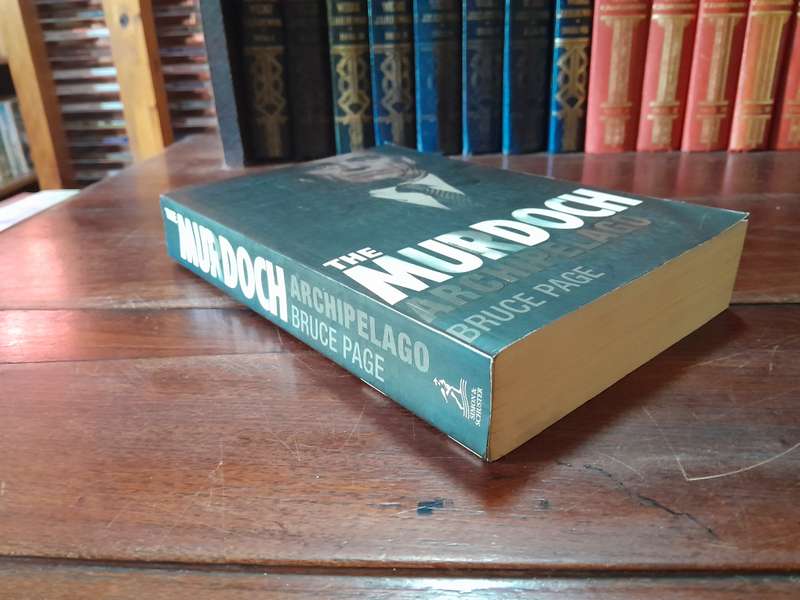 THE
MURDOCH
ARCHIPELAGO
BRUCE PAGE
THE
MURDOCH
ARCHIPELAGO
BRUCE PAGE
SIMON &
SCHUSTER